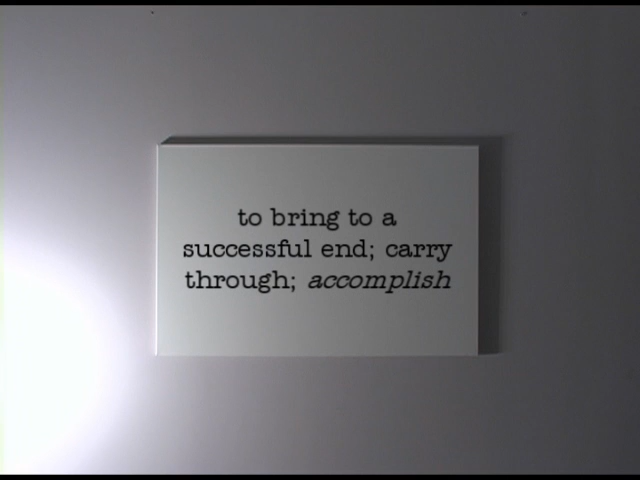 to bring to a
successful end; carry
through; accomplish